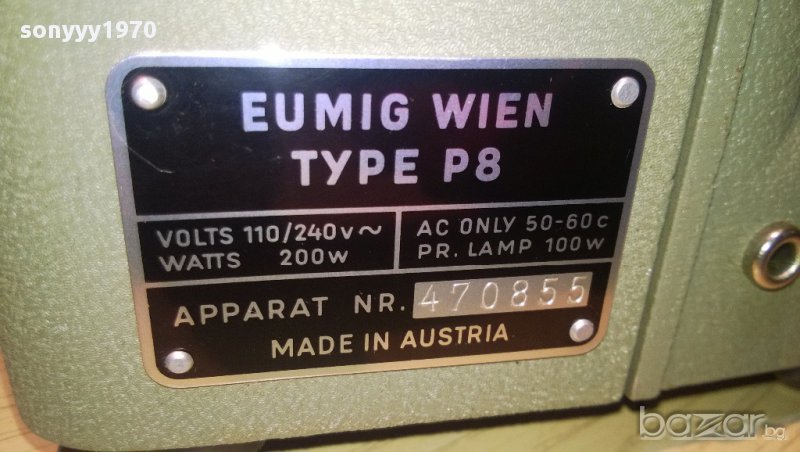 sonyyy1970
EUMIG WIEN
TYPE P8
VOLTS 110/240v~
WATTS 200W
AC ONLY 50-60c
PR. LAMP 100W
APPARAT NR. 470855
MADE IN AUSTRIA
bazar.bg